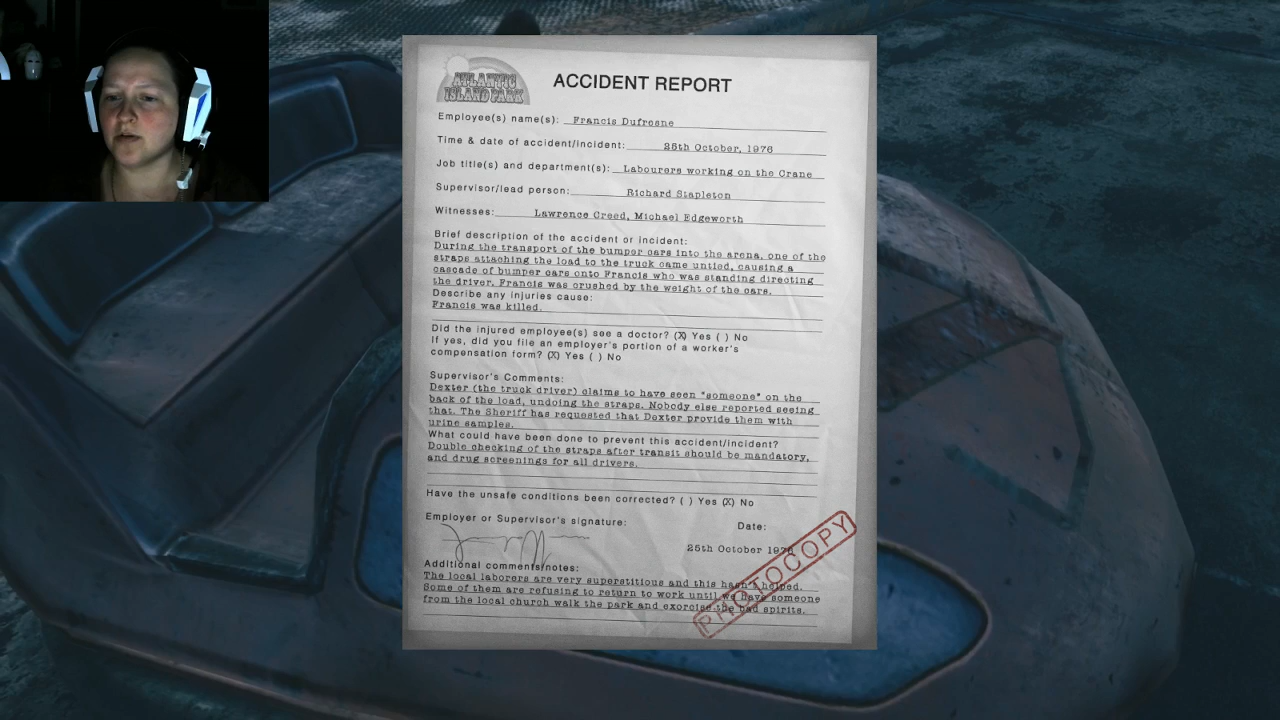 ATLANTIC
ISLAND PARK
ACCIDENT REPORT
Employee(s) name(s): Francis Dufresne
Time & date of accident/incident: 25th October, 1976
Job title(s) and department(s): Labourers working on the Crane
Supervisor/lead person: Richard Stapleton
Witnesses: Lawrence Creed, Michael Edgeworth
Brief description of the accident or incident:
During the transport of the bumper cars into the arena, one of the
straps attaching the load to the truck came untied, causing a
cascade of bumper cars onto Francis who was standing directing
the driver. Francis was crushed by the weight of the cars.
Describe any injuries cause:
Francis was killed.
Did the injured employee(s) see a doctor? (X) Yes ( ) No
If yes, did you file an employer's portion of a worker's
compensation form? (X) Yes ( ) No
Supervisor's Comments:
Dexter (the truck driver) claims to have seen "someone" on the
back of the load, undoing the straps. Nobody else reported seeing
that. The Sheriff has requested that Dexter provide them with
urine samples.
What could have been done to prevent this accident/incident?
Double checking of the straps after transit should be mandatory,
and drug screenings for all drivers.
Have the unsafe conditions been corrected? ( ) Yes (X) No
Employer or Supervisor's signature:
Date:
25th October 1976
PHOTOCOPY
Additional comments/notes:
The local laborers are very superstitious and this hasn't helped.
Some of them are refusing to return to work until we have someone
from the local church walk the park and exorcise the bad spirits.